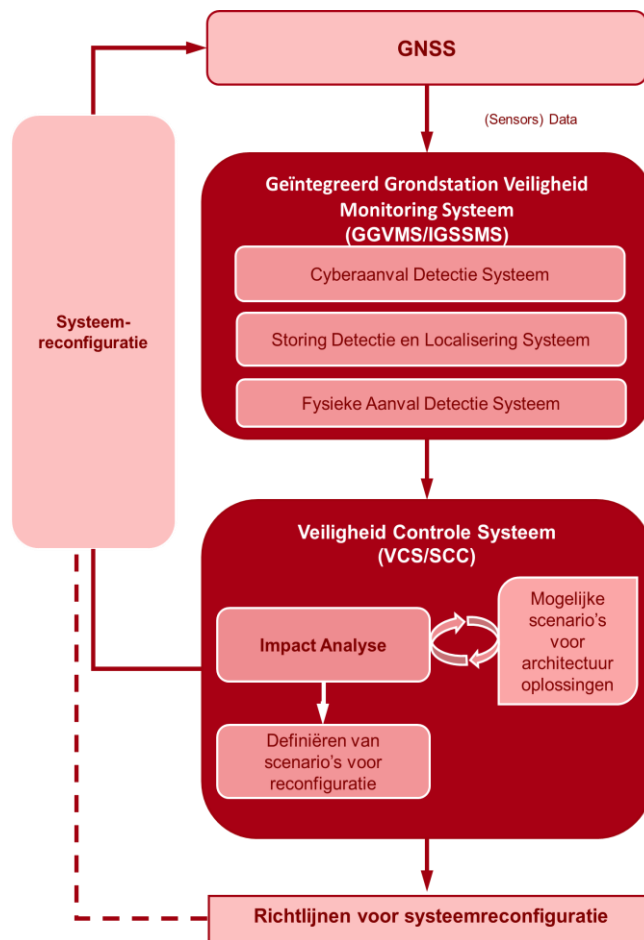 GNSS
(Sensors) Data
Geïntegreerd Grondstation Veiligheid
Monitoring Systeem
(GGVMS/IGSSMS)
Cyberaanval Detectie Systeem
Storing Detectie en Localisering Systeem
Fysieke Aanval Detectie Systeem
Systeem-
reconfiguratie
Veiligheid Controle Systeem
(VCS/SCC)
Impact Analyse
Mogelijke
scenario’s
voor
architectuur
oplossingen
Definiëren van
scenario’s voor
reconfiguratie
Richtlijnen voor systeemreconfiguratie